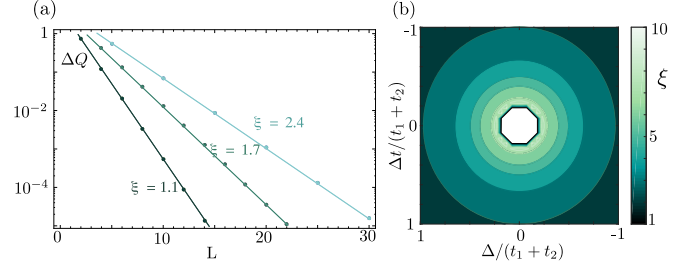 (a)
1
ΔQ
10⁻²
10⁻⁴
ξ = 2.4
ξ = 1.7
ξ = 1.1
0 10 20 30
L
(b)
-1
0
1
Δt/(t₁ + t₂)
1 0 -1
Δ/(t₁ + t₂)
10
ξ
5
1